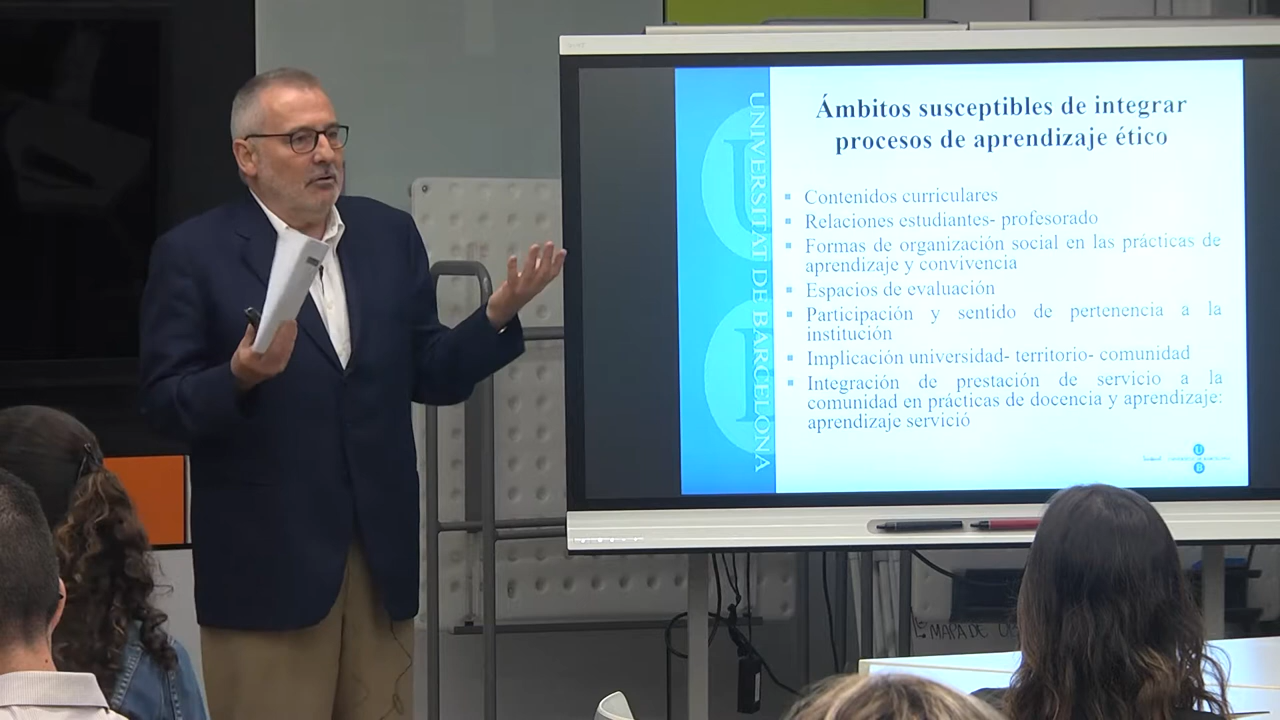 Ámbitos susceptibles de integrar
procesos de aprendizaje ético
UNIVERSITAT DE BARCELONA
Contenidos curriculares
Relaciones estudiantes- profesorado
Formas de organización social en las prácticas de
aprendizaje y convivencia
Espacios de evaluación
Participación y sentido de pertenencia a la
institución
Implicación universidad- territorio- comunidad
Integración de prestación de servicio a la
comunidad en prácticas de docencia y aprendizaje:
aprendizaje servició
U
B
MAPA DE